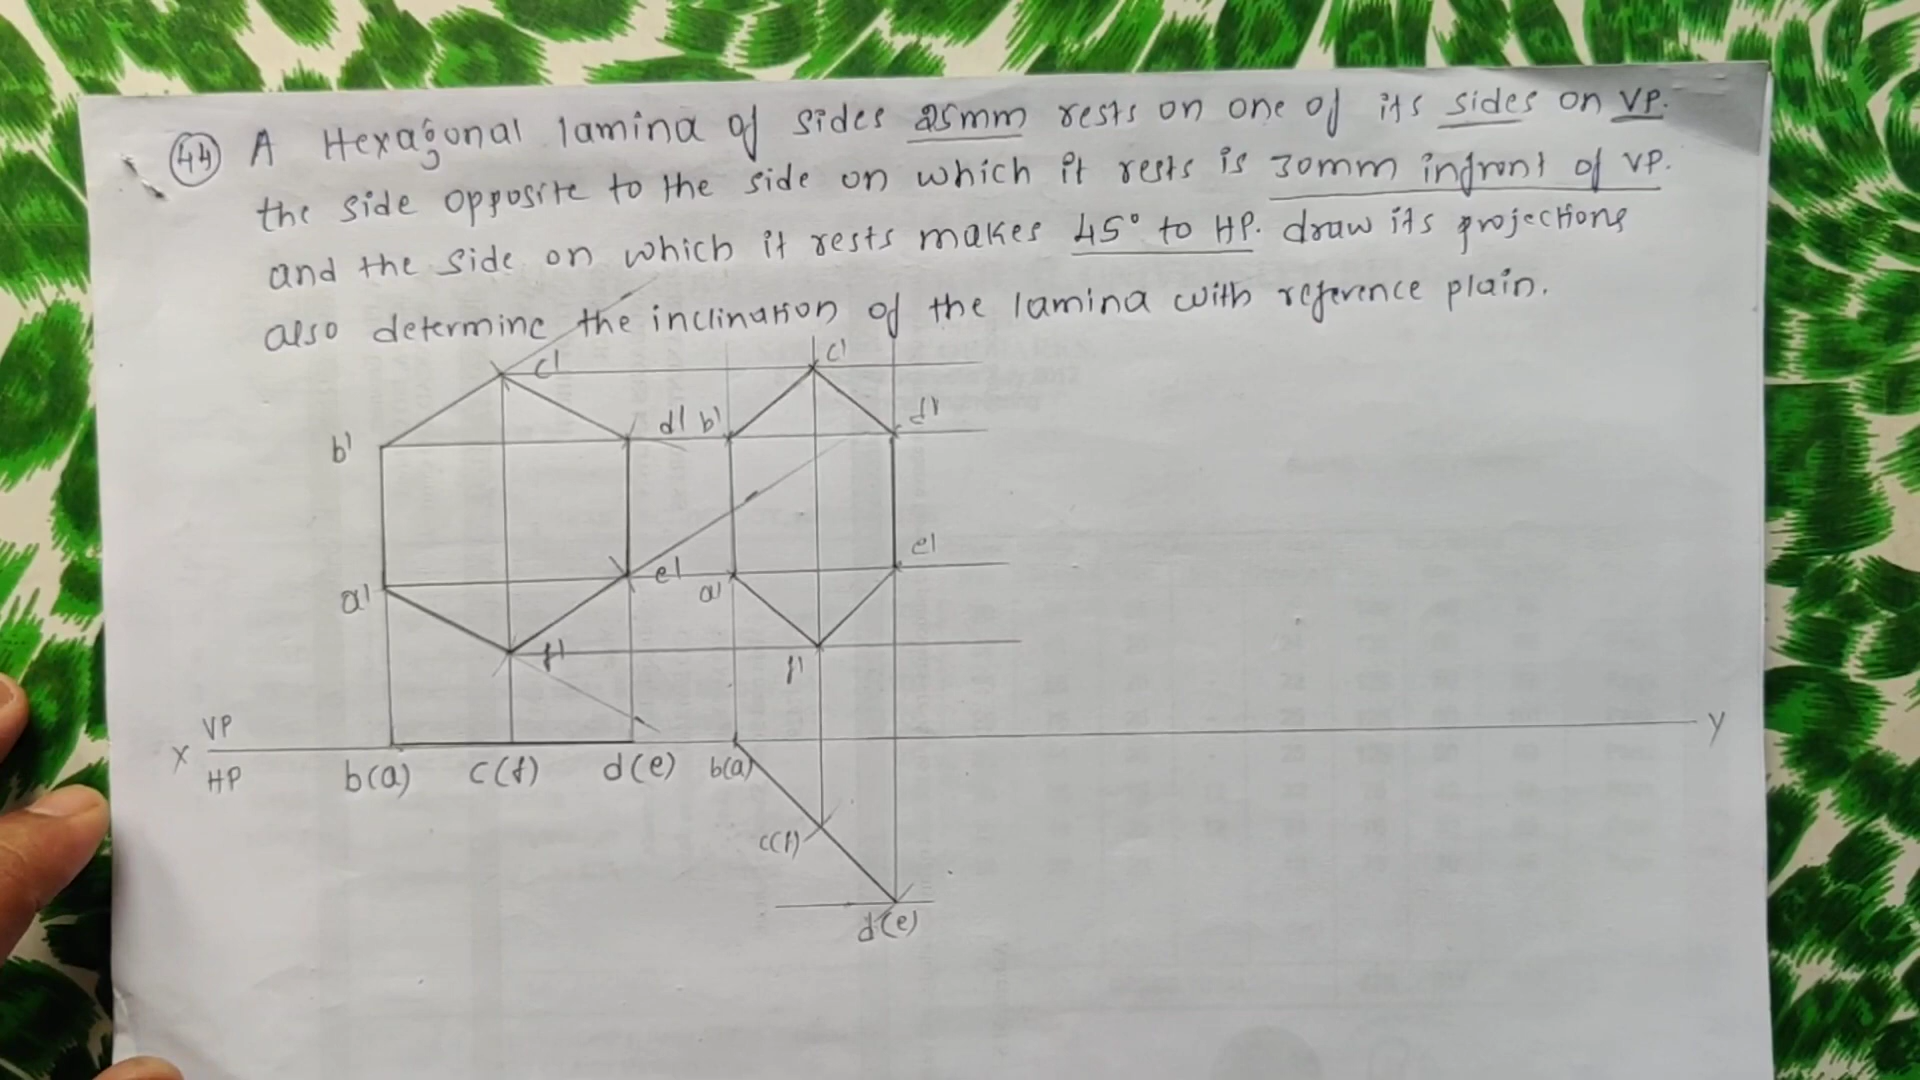 44 A Hexagonal lamina of sides 25mm rests on one of its sides on VP.
the side opposite to the side on which it rests is 30mm infront of VP.
and the side on which it rests makes 45° to HP. draw its projections
also determine the inclination of the lamina with reference plain.
c' c'
b' d' b' d'
a' e' a' e'
f' f'
VP
X Y
HP
b(a) c(f) d(e) b(a)
c(f)
d(e)